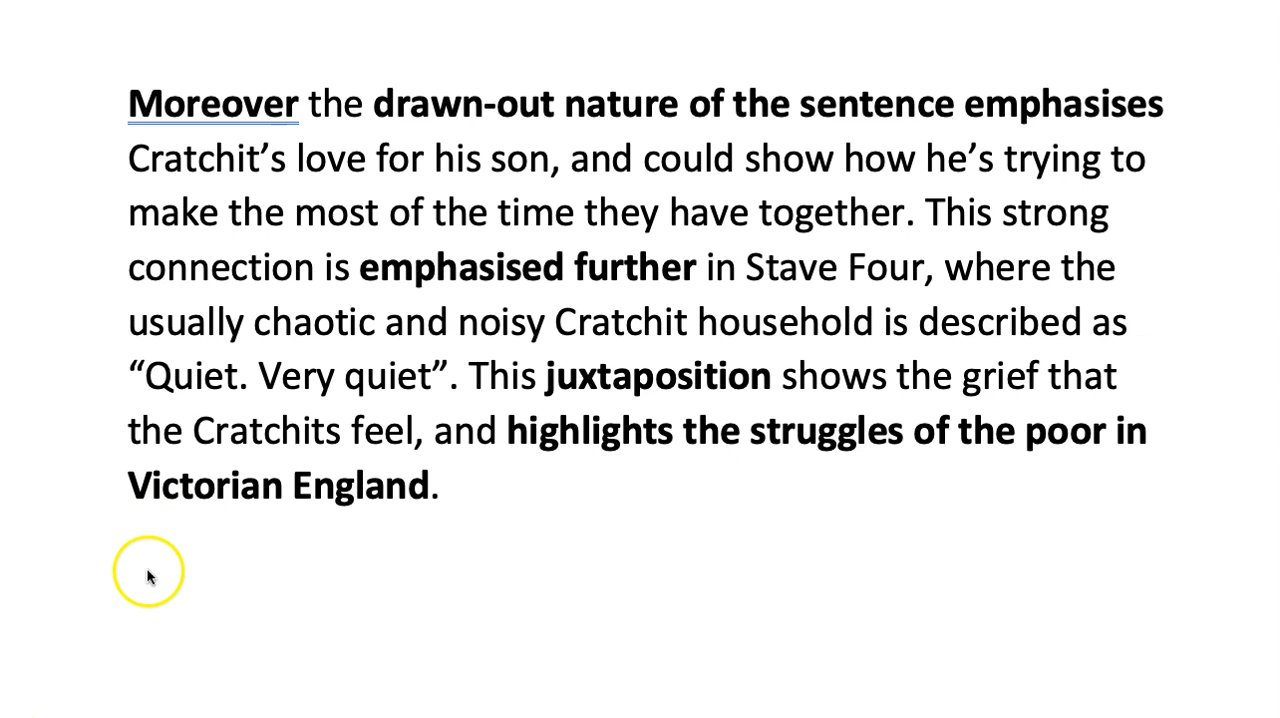 Moreover the drawn-out nature of the sentence emphasises
Cratchit’s love for his son, and could show how he’s trying to
make the most of the time they have together. This strong
connection is emphasised further in Stave Four, where the
usually chaotic and noisy Cratchit household is described as
“Quiet. Very quiet”. This juxtaposition shows the grief that
the Cratchits feel, and highlights the struggles of the poor in
Victorian England.